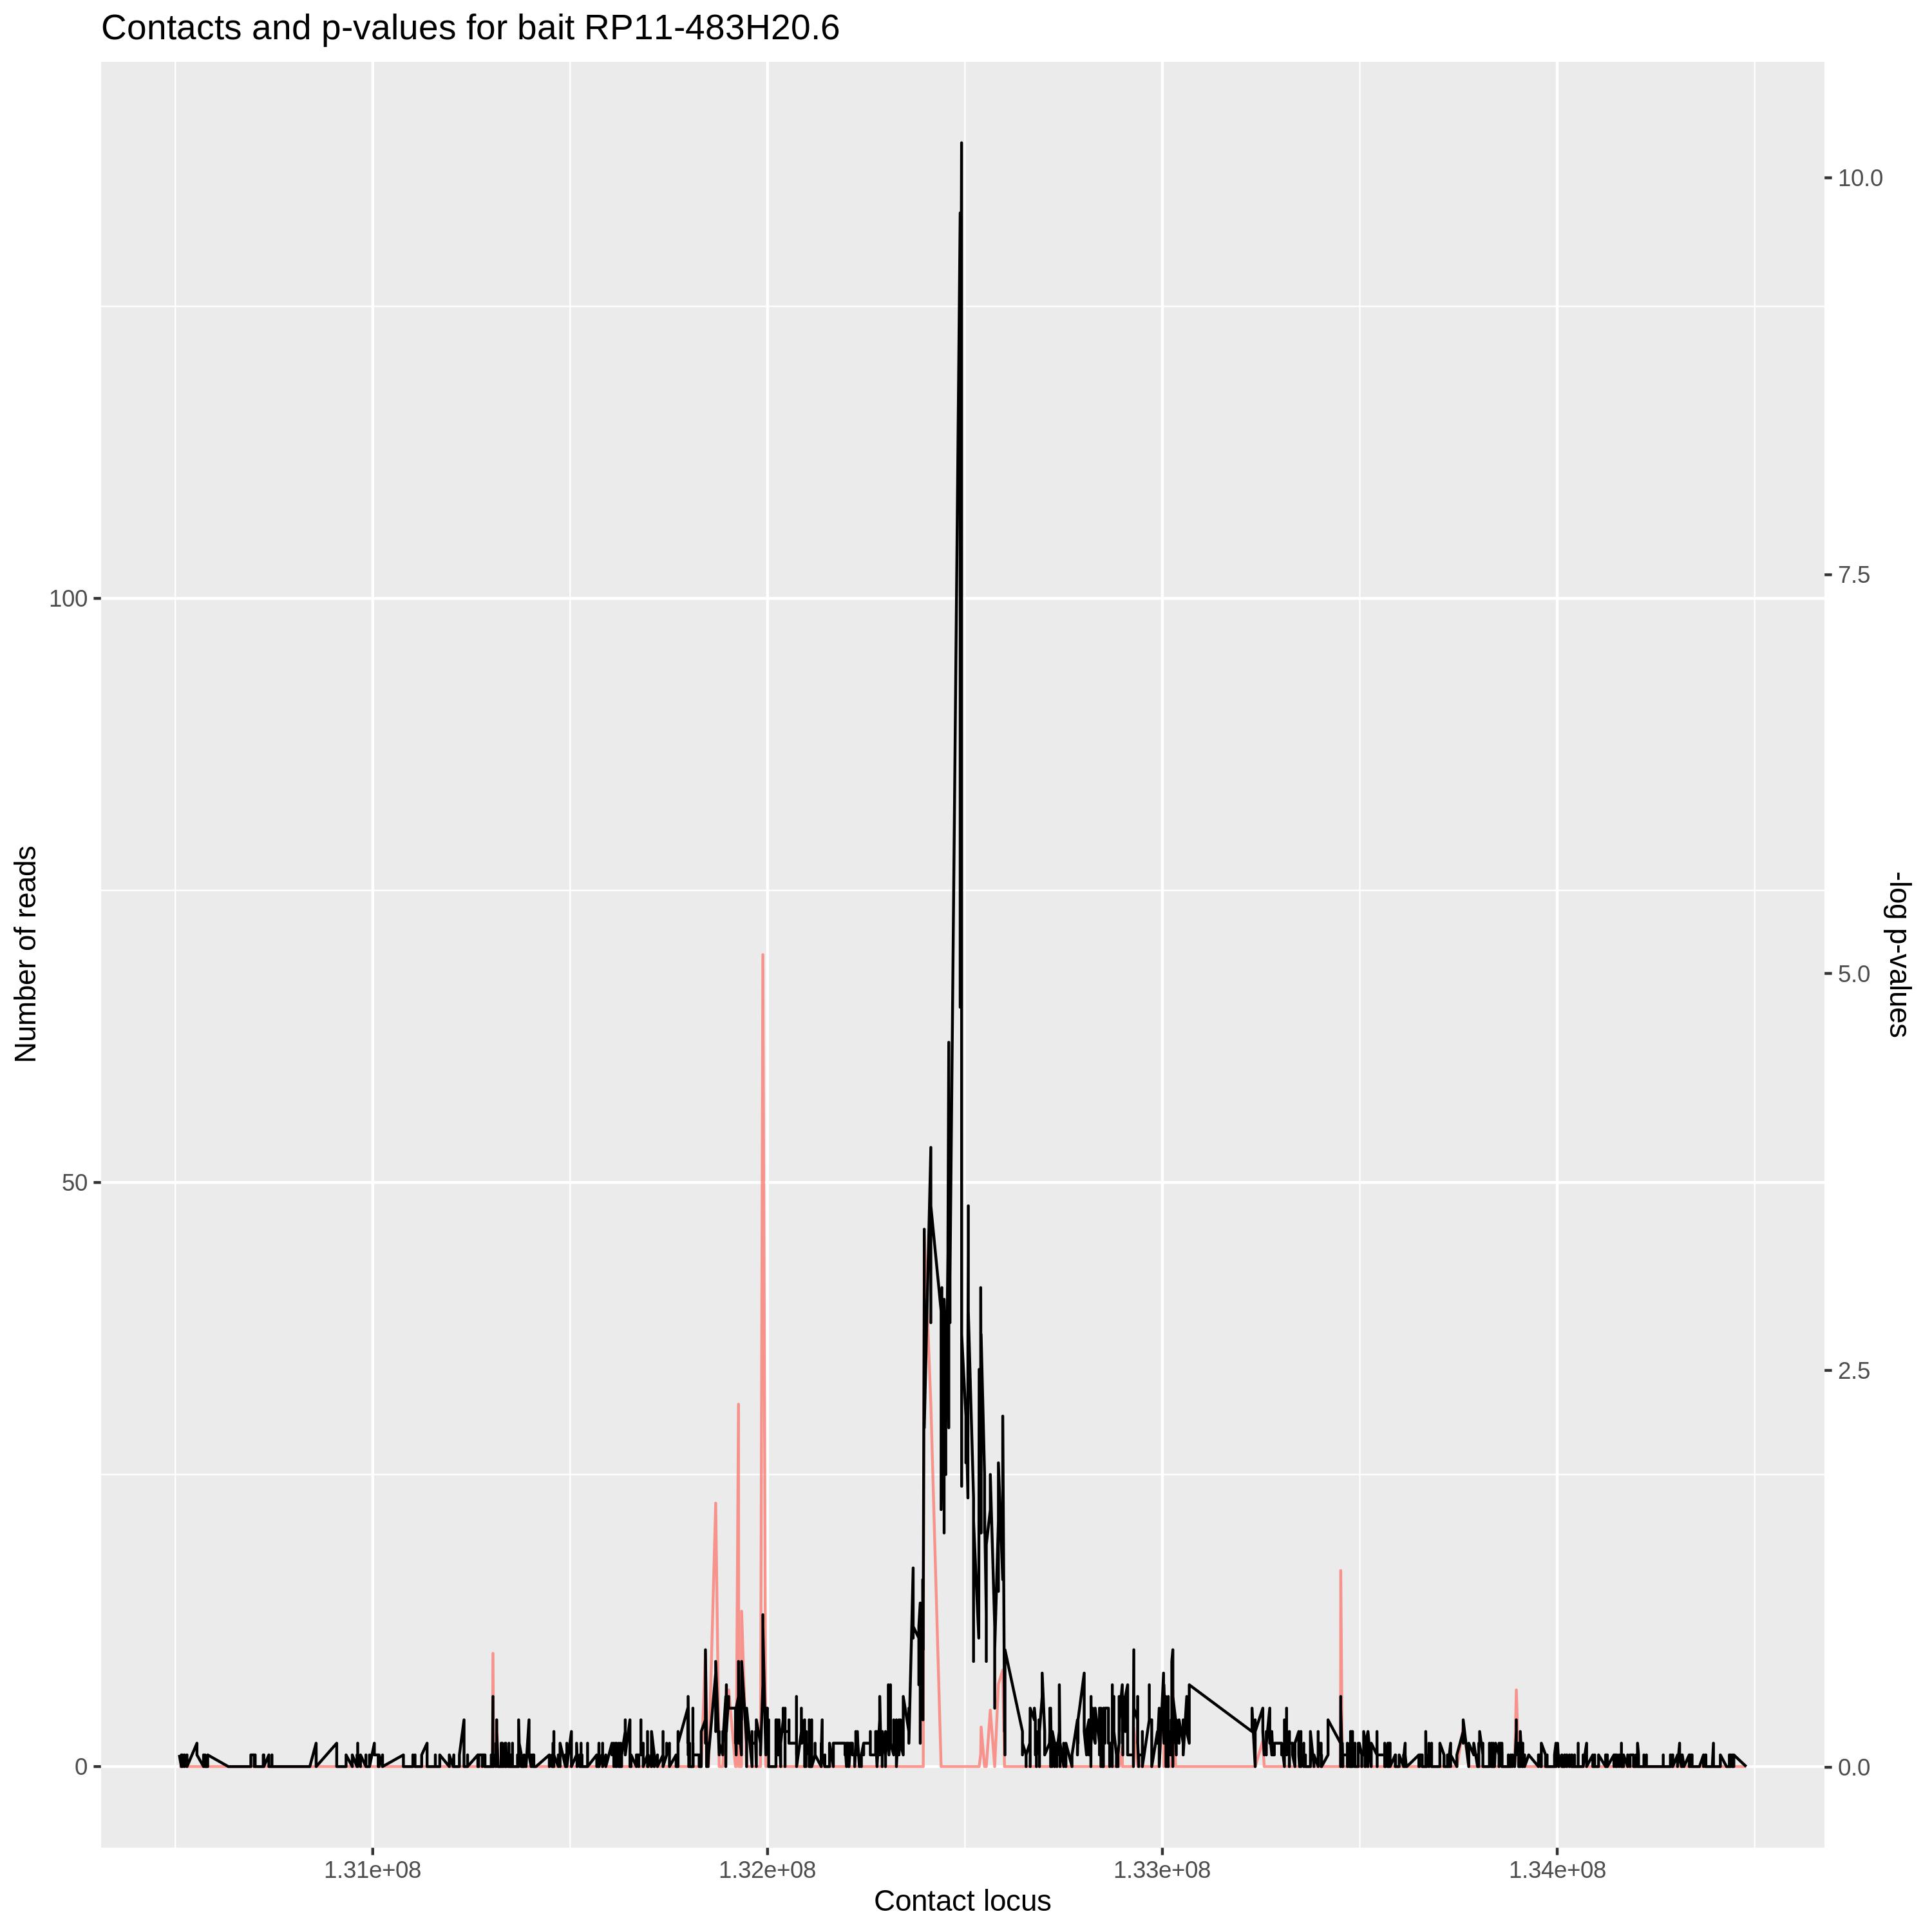 Contacts and p-values for bait RP11-483H20.6
Number of reads
100
50
0
10.0
7.5
5.0
2.5
0.0
-log p-values
1.31e+08
1.32e+08
1.33e+08
1.34e+08
Contact locus